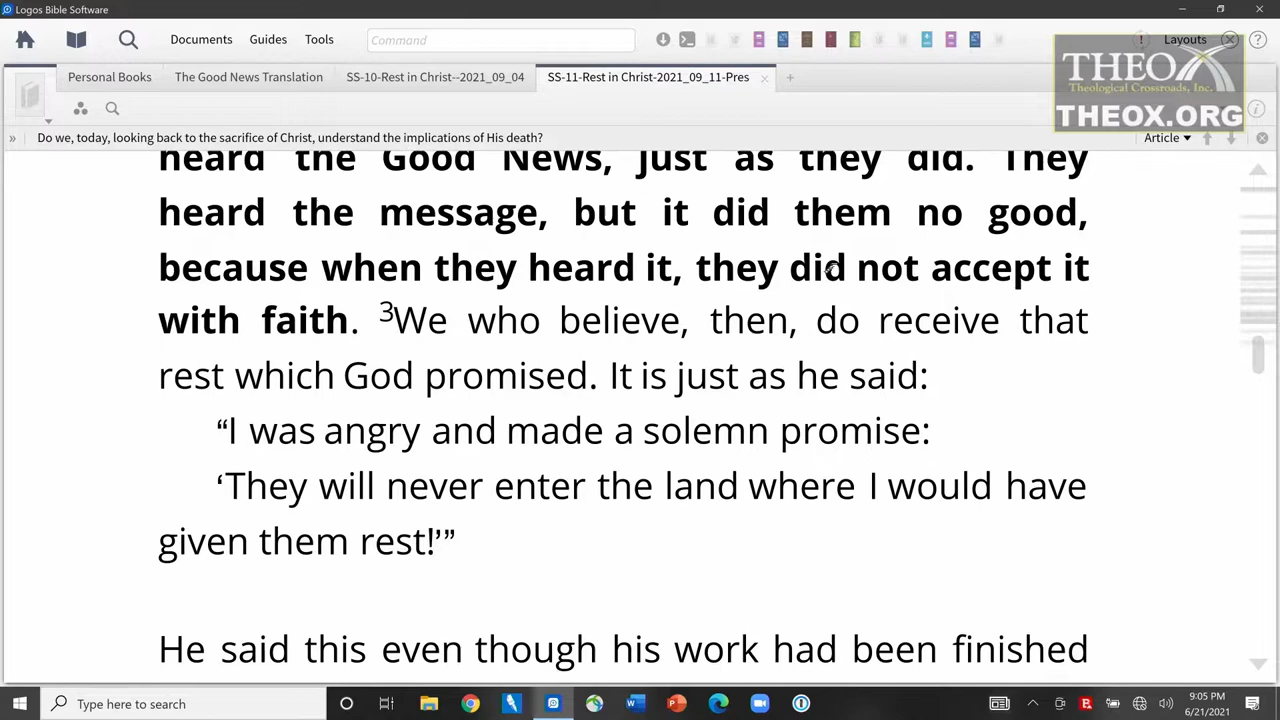 Logos Bible Software
Documents Guides Tools Command Layouts
THEOX
Theological Crossroads, Inc.
THEOX.ORG
Personal Books The Good News Translation SS-10-Rest in Christ--2021_09_04 SS-11-Rest in Christ-2021_09_11-Pres
» Do we, today, looking back to the sacrifice of Christ, understand the implications of His death? Article
heard the Good News, just as they did. They
heard the message, but it did them no good,
because when they heard it, they did not accept it
with faith. ³We who believe, then, do receive that
rest which God promised. It is just as he said:
“I was angry and made a solemn promise:
‘They will never enter the land where I would have
given them rest!’”
He said this even though his work had been finished
Type here to search
9:05 PM
6/21/2021